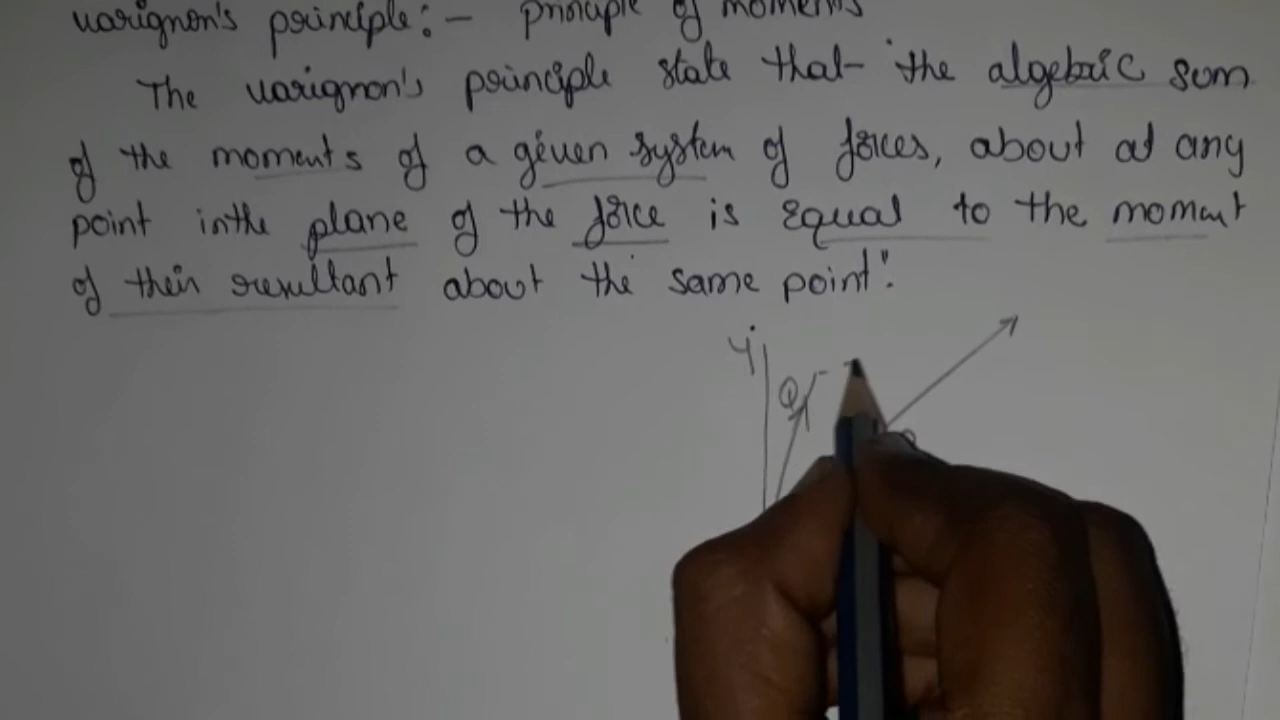 varignon's principle:- principle of moments
The varignon's principle state that the algebraic sum
of the moments of a given system of forces, about at any
point in the plane of the force is equal to the moment
of their resultant about the same point".
Y
Q